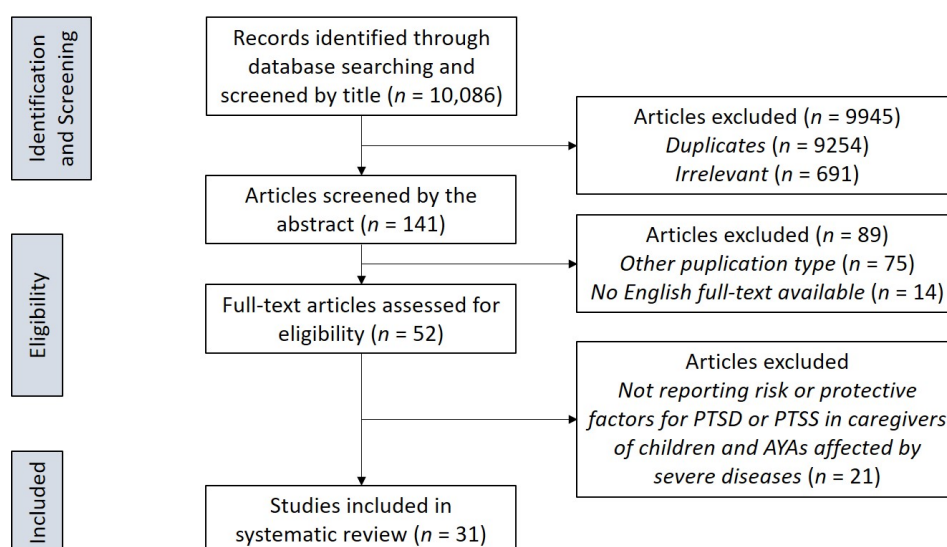 Identification
and Screening
Records identified through
database searching and
screened by title (n = 10,086)
Articles excluded (n = 9945)
Duplicates (n = 9254)
Irrelevant (n = 691)
Articles screened by the
abstract (n = 141)
Eligibility
Articles excluded (n = 89)
Other puplication type (n = 75)
No English full-text available (n = 14)
Full-text articles assessed for
eligibility (n = 52)
Articles excluded
Not reporting risk or protective
factors for PTSD or PTSS in caregivers
of children and AYAs affected by
severe diseases (n = 21)
Included
Studies included in
systematic review (n = 31)